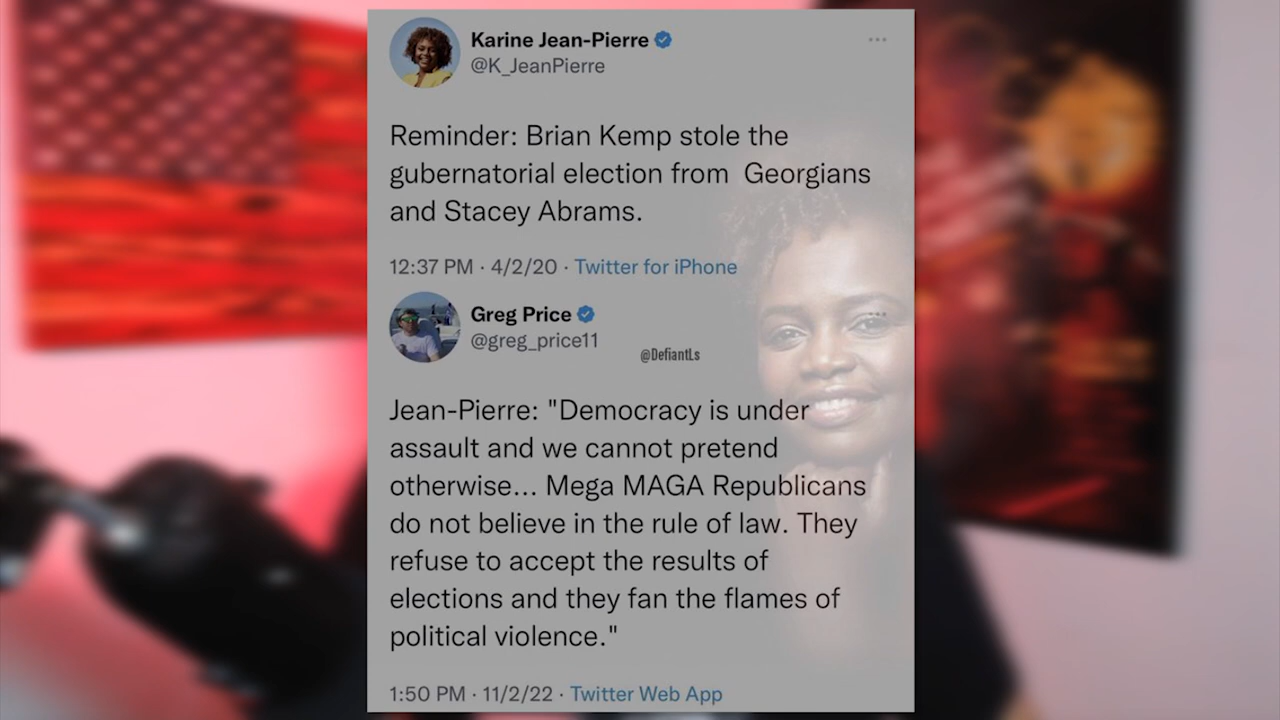 Karine Jean-Pierre
@K_JeanPierre
Reminder: Brian Kemp stole the
gubernatorial election from Georgians
and Stacey Abrams.
12:37 PM · 4/2/20 · Twitter for iPhone
Greg Price
@greg_price11
@DefiantLs
Jean-Pierre: "Democracy is under
assault and we cannot pretend
otherwise... Mega MAGA Republicans
do not believe in the rule of law. They
refuse to accept the results of
elections and they fan the flames of
political violence."
1:50 PM · 11/2/22 · Twitter Web App